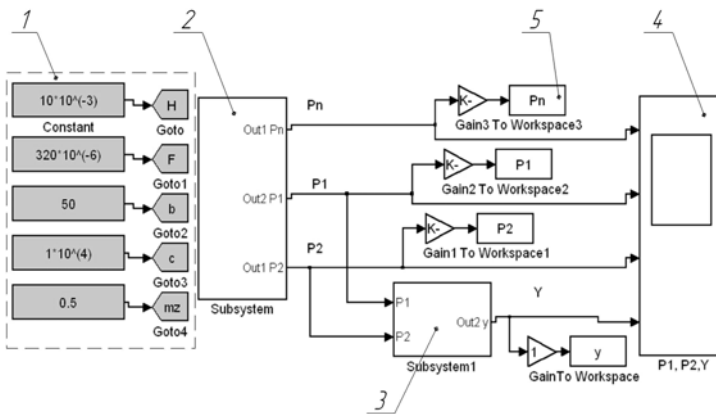 1
2
5
4
10*10^(-3)
H
Constant
Goto
320*10^(-6)
F
Goto1
50
b
Goto2
1*10^(4)
c
Goto3
0.5
mz
Goto4
Out1 Pn
Out2 P1
Out1 P2
Subsystem
Pn
K-
Pn
Gain3 To Workspace3
P1
K-
P1
Gain2 To Workspace2
P2
K-
P2
Gain1 To Workspace1
P1
P2
Out2 y
Subsystem1
3
Y
1
y
GainTo Workspace
P1, P2,Y